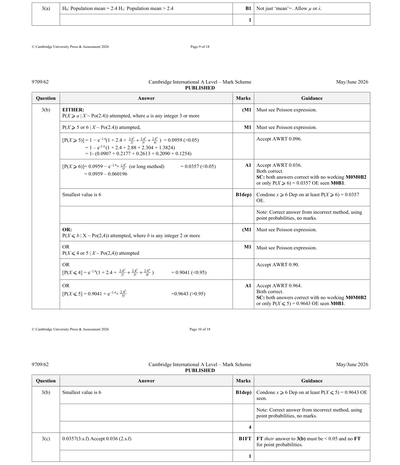 3(a) H₀: Population mean = 2.4 H₁: Population mean > 2.4 B1 Not just 'mean'=. Allow μ or λ.
1
© Cambridge University Press & Assessment 2026 Page 9 of 18
9709/62 Cambridge International A Level – Mark Scheme May/June 2026
PUBLISHED
Question Answer Marks Guidance
3(b) EITHER: (M1 Must see Poisson expression.
P(X ⩾ a | X ~ Po(2.4)) attempted, where a is any integer 3 or more
P(X ⩾ 5 or 6 | X ~ Po(2.4)) attempted, M1 Must see Poisson expression.
[P(X ⩾ 5)] = 1 – e⁻²·⁴(1 + 2.4 + 2.4²/2! + 2.4³/3! + 2.4⁴/4!) = 0.0959 (<0.05) Accept AWRT 0.096.
= 1 – e⁻²·⁴(1 + 2.4 + 2.88 + 2.304 + 1.3824)
= 1– (0.0907 + 0.2177 + 0.2613 + 0.2090 + 0.1254)
[P(X ⩾ 6)] = 0.0959 – e⁻²·⁴ × 2.4⁵/5! (or long method) = 0.0357 (<0.05) A1 Accept AWRT 0.036.
= 0.0959 – 0.060196 Both correct.
SC: both answers correct with no working M0M0B2
or only P(X ⩾ 6) = 0.0357 OE seen M0B1.
Smallest value is 6 B1dep) Condone x ⩾ 6 Dep on at least P(X ⩾ 6) = 0.0357
OE.
Note: Correct answer from incorrect method, using
point probabilities, no marks.
OR: (M1 Must see Poisson expression.
P(X ⩽ b | X ~ Po(2.4)) attempted, where b is any integer 2 or more
OR M1 Must see Poisson expression.
P(X ⩽ 4 or 5 | X ~ Po(2.4)) attempted
OR Accept AWRT 0.90.
[P(X ⩽ 4] = e⁻²·⁴(1 + 2.4 + 2.4²/2! + 2.4³/3! + 2.4⁴/4!) = 0.9041 (<0.95)
OR A1 Accept AWRT 0.964.
[P(X ⩽ 5] = 0.9041 + e⁻²·⁴ × 2.4⁵/5! =0.9643 (>0.95) Both correct.
SC: both answers correct with no working M0M0B2
or only P(X ⩽ 5) = 0.9643 OE seen M0B1.
© Cambridge University Press & Assessment 2026 Page 10 of 18
9709/62 Cambridge International A Level – Mark Scheme May/June 2026
PUBLISHED
Question Answer Marks Guidance
3(b) Smallest value is 6 B1dep) Condone x ⩾ 6 Dep on at least P(X ⩽ 5) = 0.9643 OE
seen.
Note: Correct answer from incorrect method, using
point probabilities, no marks.
4
3(c) 0.0357(3.s.f) Accept 0.036 (2.s.f) B1FT FT their answer to 3(b) must be < 0.05 and no FT
for point probabilities.
1